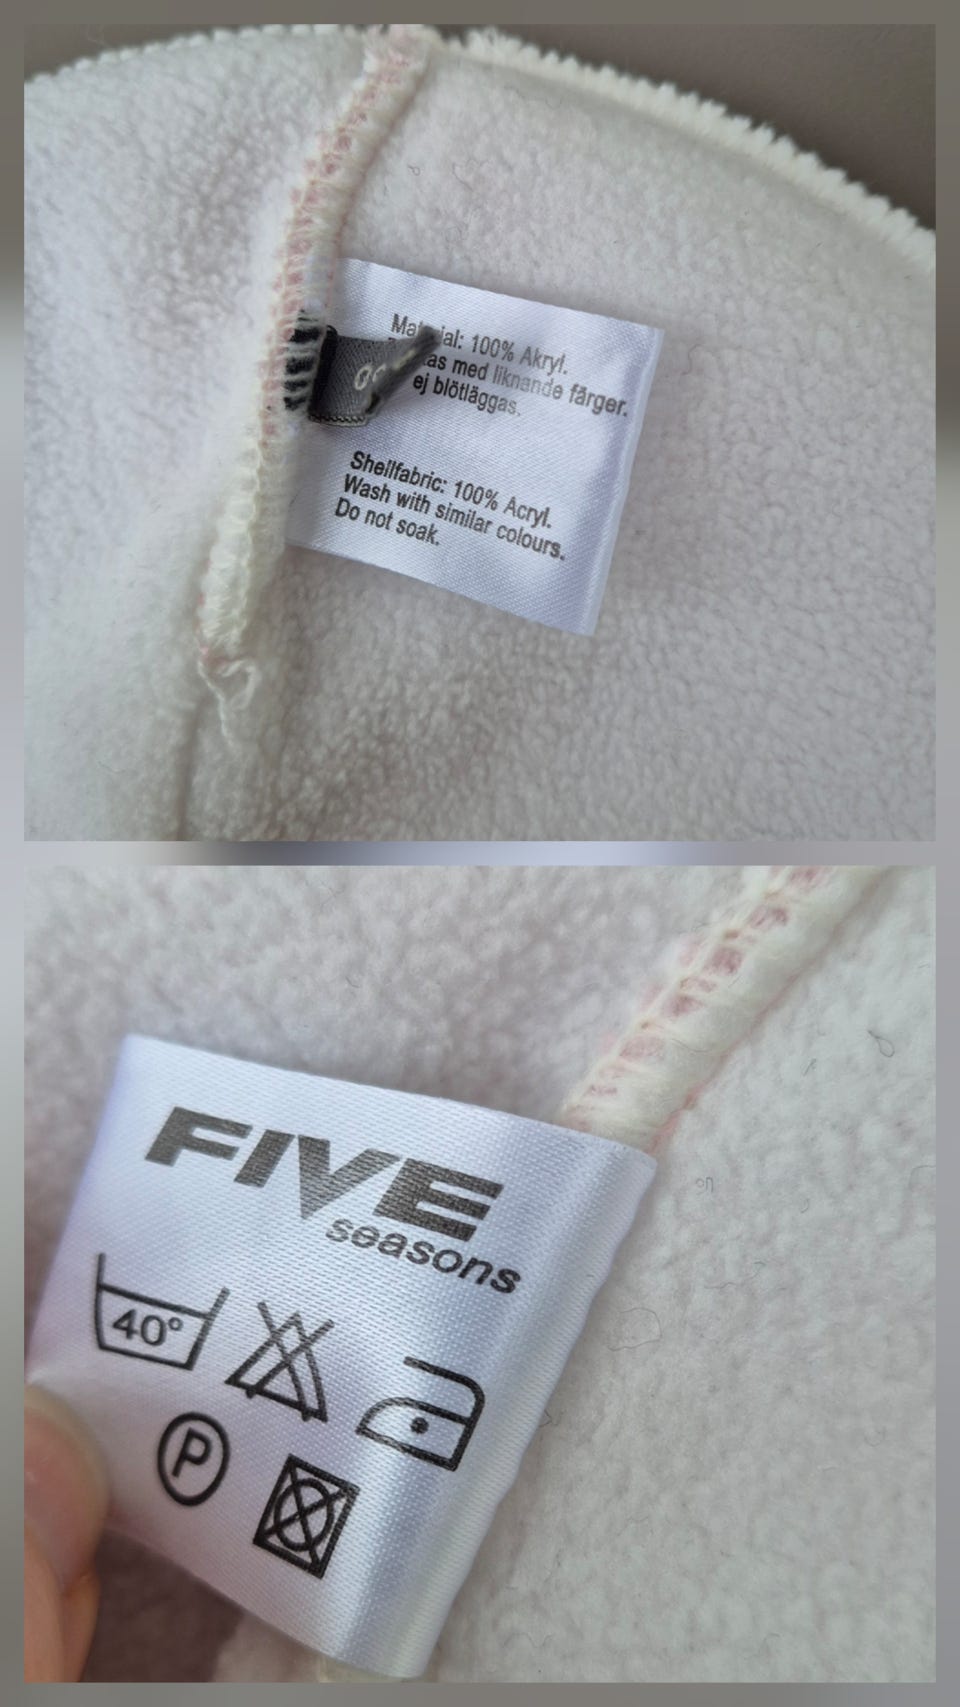 100% Akryl.
med liknande färger.
ej blötläggas.
Shellfabric: 100% Acryl.
Wash with similar colours.
Do not soak.
FIVE
seasons
40°
P